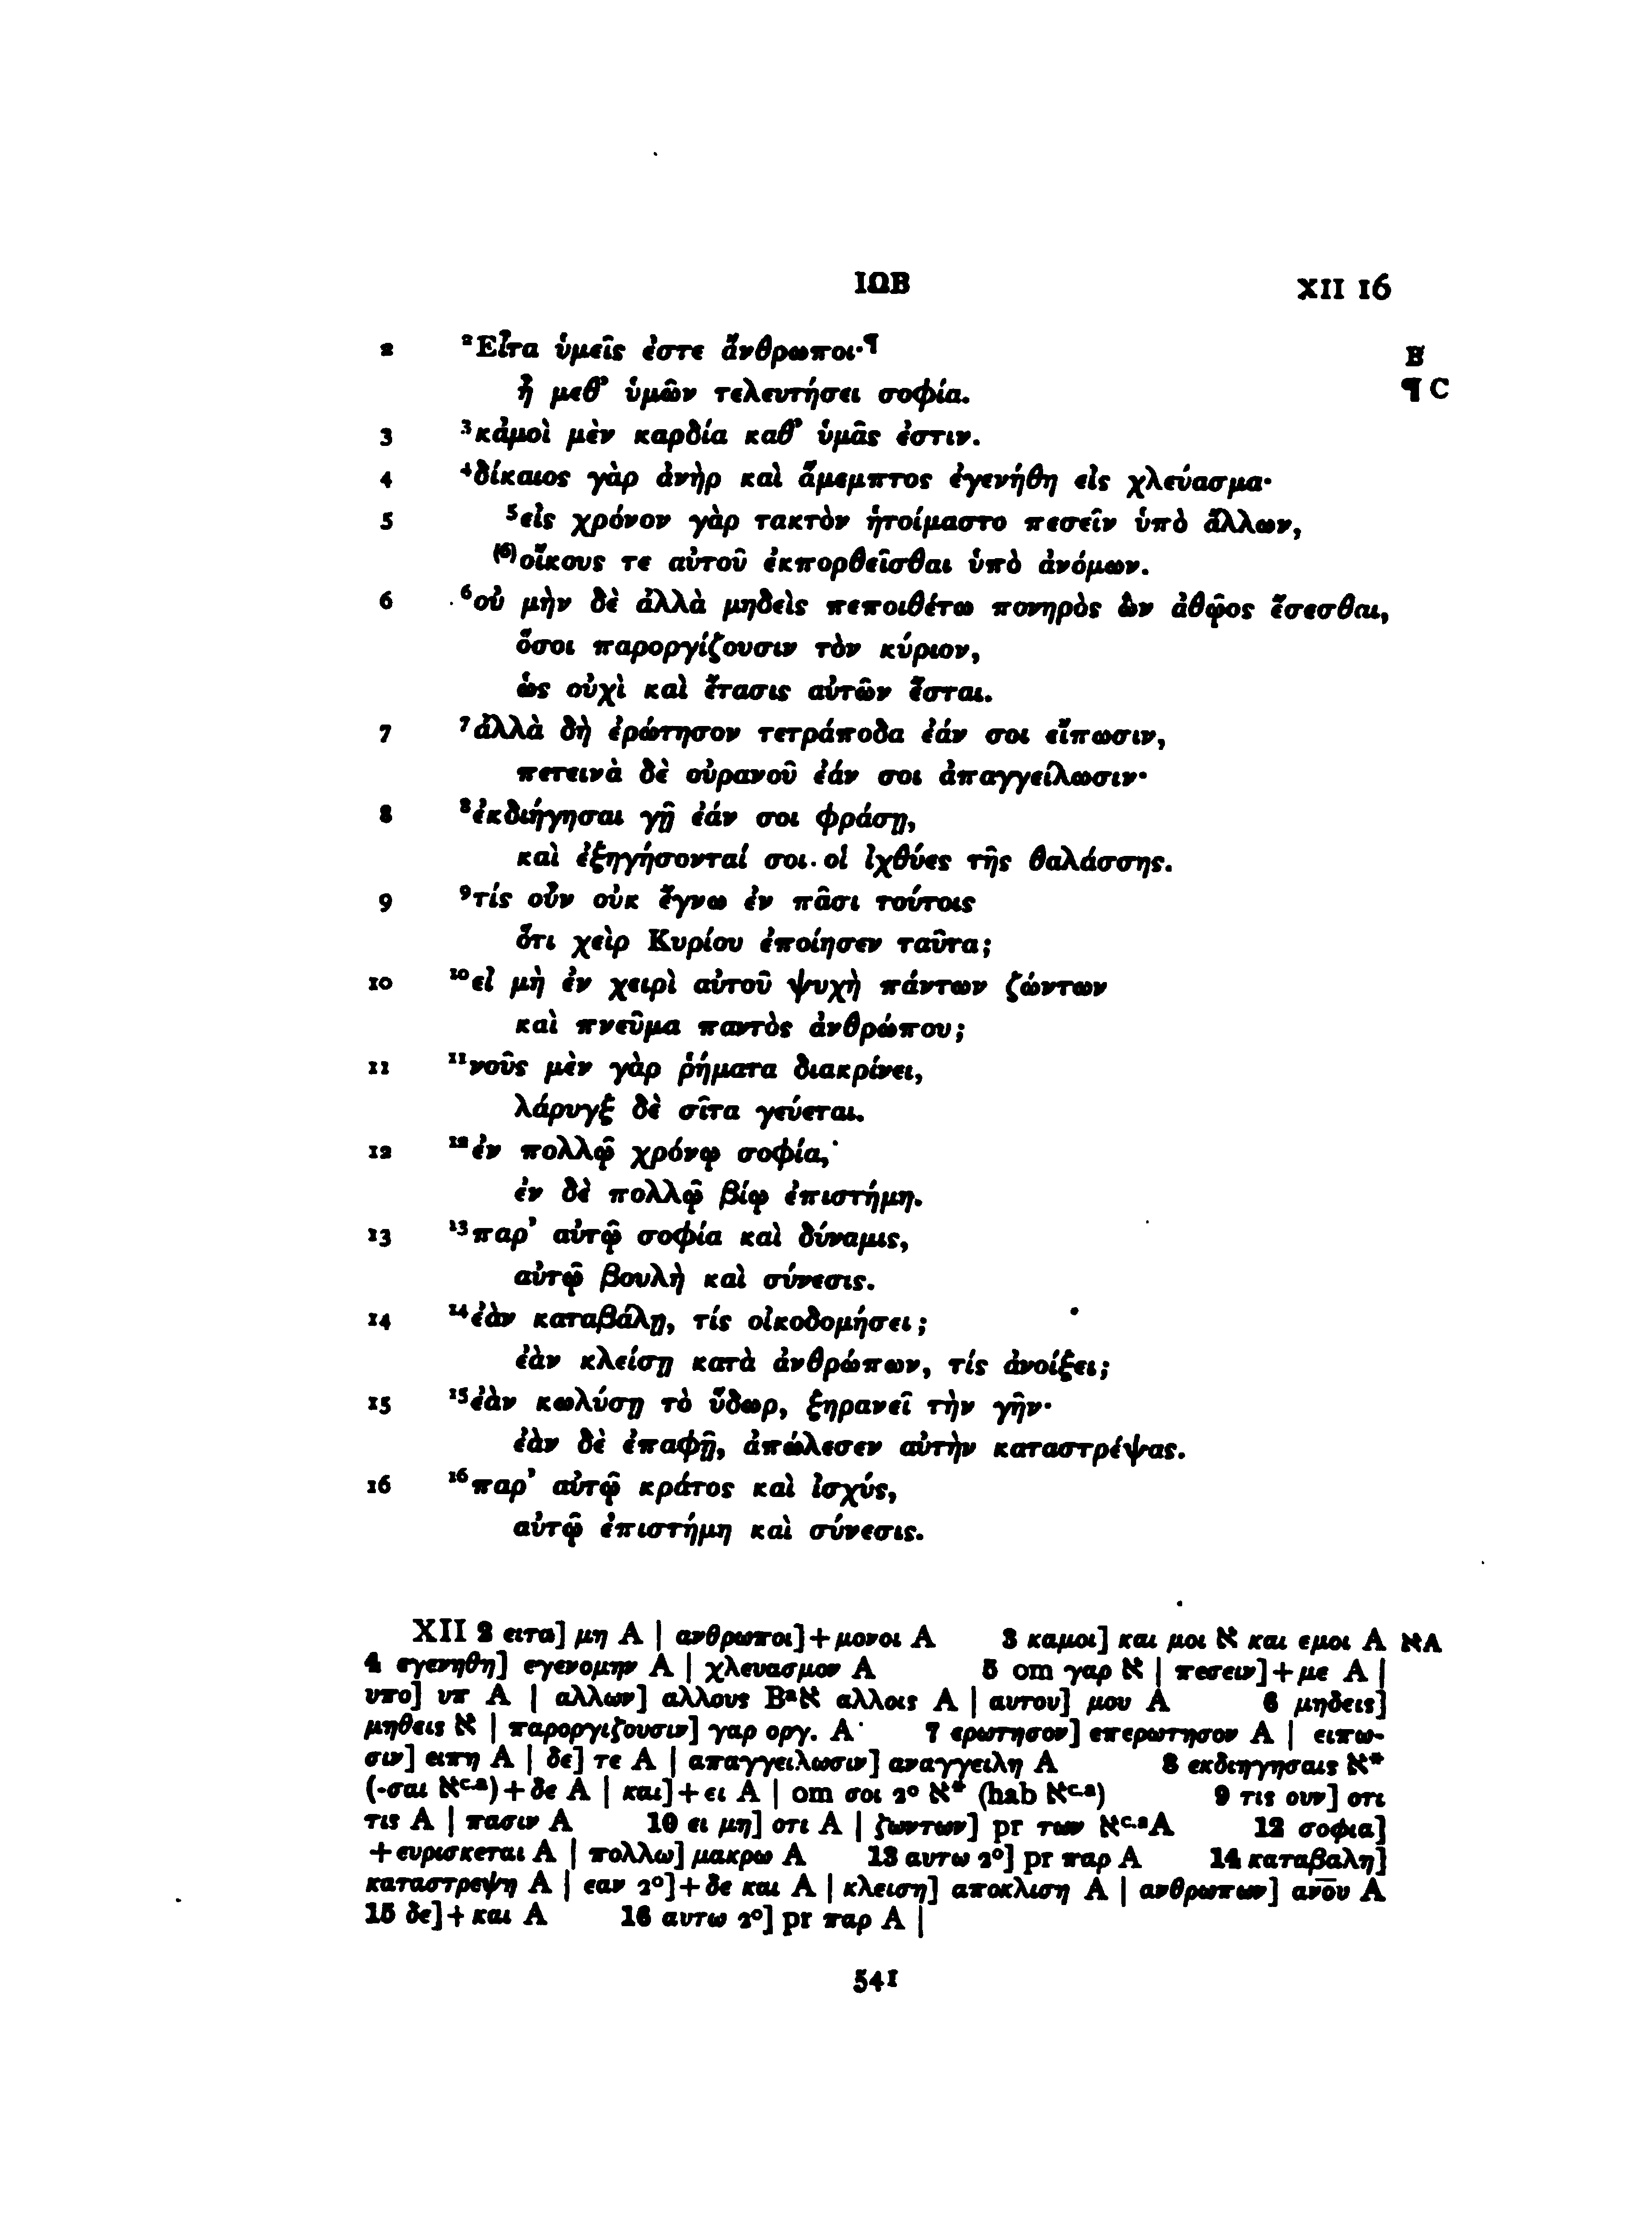 ΙΩΒ XII 16
2 ²Εἶτα ὑμεῖς ἐστε ἄνθρωποι·¶ B
ἢ μεθ᾽ ὑμῶν τελευτήσει σοφία. ¶ C
3 ³κἀμοὶ μὲν καρδία καθ᾽ ὑμᾶς ἐστιν.
4 ⁴δίκαιος γὰρ ἀνὴρ καὶ ἄμεμπτος ἐγενήθη εἰς χλεύασμα·
5 ⁵εἰς χρόνον γὰρ τακτὸν ἡτοίμαστο πεσεῖν ὑπὸ ἄλλων,
⁽⁶⁾οἴκους τε αὐτοῦ ἐκπορθεῖσθαι ὑπὸ ἀνόμων.
6 ⁶οὐ μὴν δὲ ἀλλὰ μηδεὶς πεποιθέτω πονηρὸς ὢν ἀθῷος ἔσεσθαι,
ὅσοι παροργίζουσιν τὸν κύριον,
ὡς οὐχὶ καὶ ἔτασις αὐτῶν ἔσται.
7 ⁷ἀλλὰ δὴ ἐρώτησον τετράποδα ἐάν σοι εἴπωσιν,
πετεινὰ δὲ οὐρανοῦ ἐάν σοι ἀπαγγείλωσιν·
8 ⁸ἐκδιήγησαι γῇ ἐάν σοι φράσῃ,
καὶ ἐξηγήσονταί σοι οἱ ἰχθύες τῆς θαλάσσης.
9 ⁹τίς οὖν οὐκ ἔγνω ἐν πᾶσι τούτοις
ὅτι χεὶρ Κυρίου ἐποίησεν ταῦτα;
10 ¹⁰εἰ μὴ ἐν χειρὶ αὐτοῦ ψυχὴ πάντων ζώντων
καὶ πνεῦμα παντὸς ἀνθρώπου;
11 ¹¹νοῦς μὲν γὰρ ῥήματα διακρίνει,
λάρυγξ δὲ σῖτα γεύεται.
12 ¹²ἐν πολλῷ χρόνῳ σοφία,
ἐν δὲ πολλῷ βίῳ ἐπιστήμη.
13 ¹³παρ᾽ αὐτῷ σοφία καὶ δύναμις,
αὐτῷ βουλὴ καὶ σύνεσις.
14 ¹⁴ἐὰν καταβάλῃ, τίς οἰκοδομήσει;
ἐὰν κλείσῃ κατὰ ἀνθρώπων, τίς ἀνοίξει;
15 ¹⁵ἐὰν κωλύσῃ τὸ ὕδωρ, ξηρανεῖ τὴν γῆν·
ἐὰν δὲ ἐπαφῇ, ἀπώλεσεν αὐτὴν καταστρέψας.
16 ¹⁶παρ᾽ αὐτῷ κράτος καὶ ἰσχύς,
αὐτῷ ἐπιστήμη καὶ σύνεσις.
XII 2 ειτα] μη A | ανθρωποι]+μονοι A 3 καμοι] και μοι ℵ και εμοι A ℵA
4 εγενηθη] εγενομην A | χλευασμον A 5 om γαρ ℵ | πεσειν]+με A |
υπο] υπ A | αλλων] αλλους Bᵃℵ αλλοις A | αυτου] μου A 6 μηδεις]
μηθεις ℵ | παροργιζουσιν] γαρ οργ. A 7 ερωτησον] επερωτησον A | ειπω-
σιν] ειπη A | δε] τε A | απαγγειλωσιν] αναγγειλη A 8 εκδιηγησαις ℵ*
(-σαι ℵᶜ·ᵃ)+δε A | και]+ει A | om σοι 2° ℵ* (hab ℵᶜ·ᵃ) 9 τις ουν] οτι
τις A | πασιν A 10 ει μη] οτι A | ζωντων] pr των ℵᶜ·ᵃA 12 σοφια]
+ευρισκεται A | πολλω] μακρω A 13 αυτω 2°] pr παρ A 14 καταβαλη]
καταστρεψη A | εαν 2°]+δε και A | κλειση] αποκλιση A | ανθρωπων] ανο̅υ A
15 δε]+και A 16 αυτω 2°] pr παρ A |
541